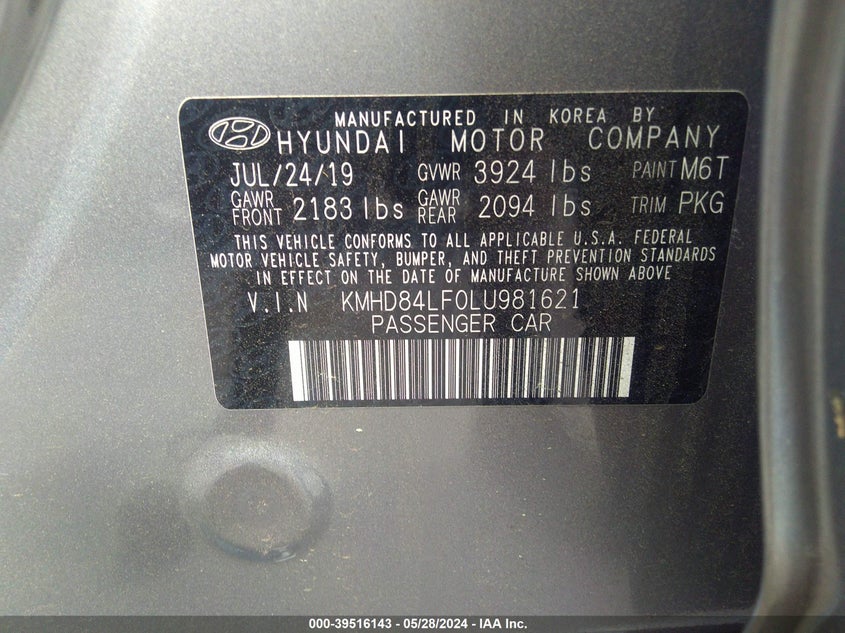 MANUFACTURED IN KOREA BY
HYUNDAI MOTOR COMPANY
JUL/24/19 GVWR 3924 lbs PAINT M6T
GAWR FRONT 2183 lbs GAWR REAR 2094 lbs TRIM PKG
THIS VEHICLE CONFORMS TO ALL APPLICABLE U.S.A. FEDERAL
MOTOR VEHICLE SAFETY, BUMPER, AND THEFT PREVENTION STANDARDS
IN EFFECT ON THE DATE OF MANUFACTURE SHOWN ABOVE
V.I.N KMHD84LF0LU981621
PASSENGER CAR
000-39516143 - 05/28/2024 - IAA Inc.